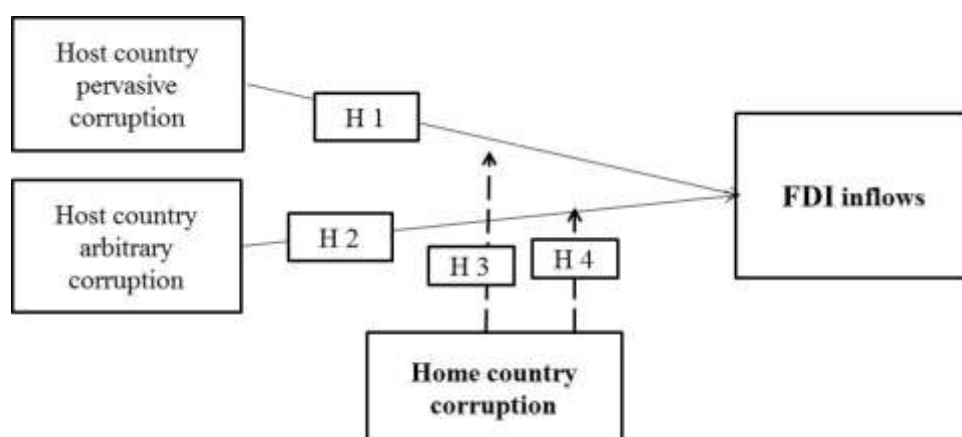 Host country
pervasive
corruption
H 1
Host country
arbitrary
corruption
H 2
H 3
H 4
FDI inflows
Home country
corruption